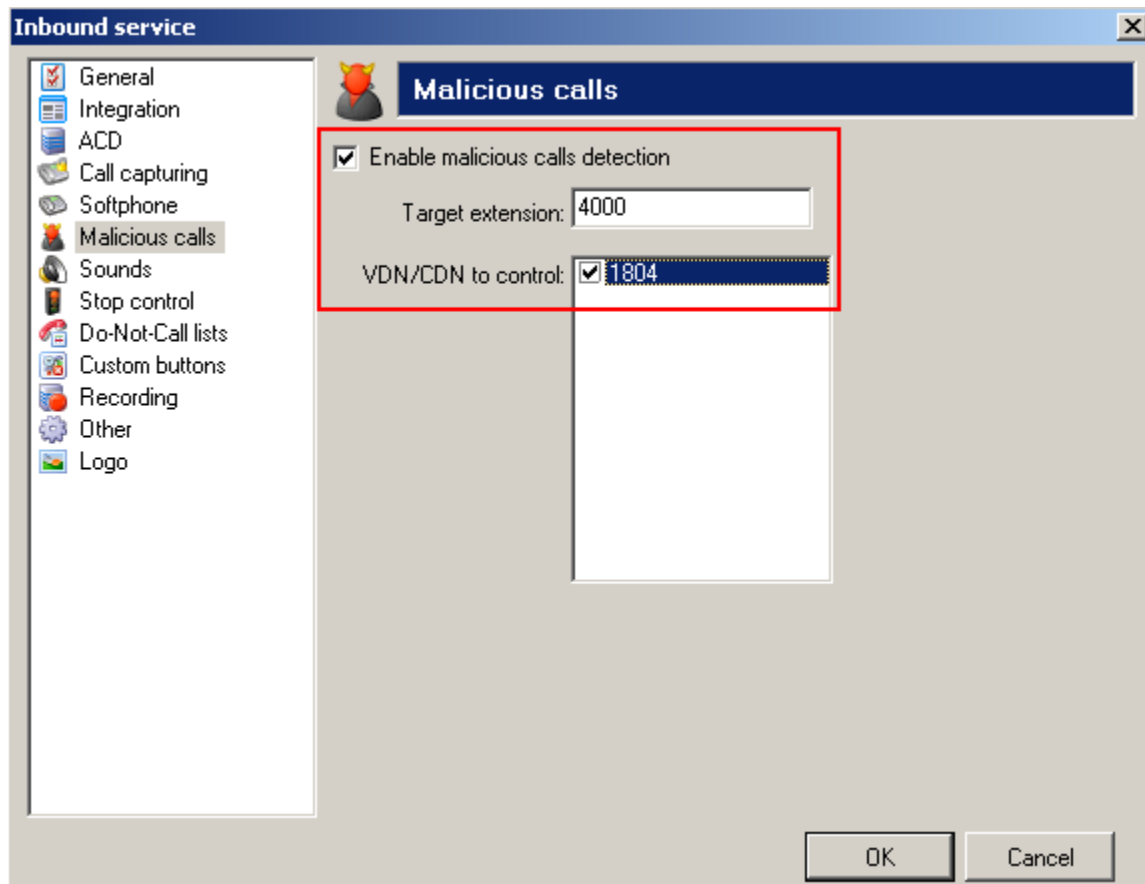 Inbound service
General
Integration
ACD
Call capturing
Softphone
Malicious calls
Sounds
Stop control
Do-Not-Call lists
Custom buttons
Recording
Other
Logo
Malicious calls
Enable malicious calls detection
Target extension: 4000
VDN/CDN to control: 1804
OK Cancel